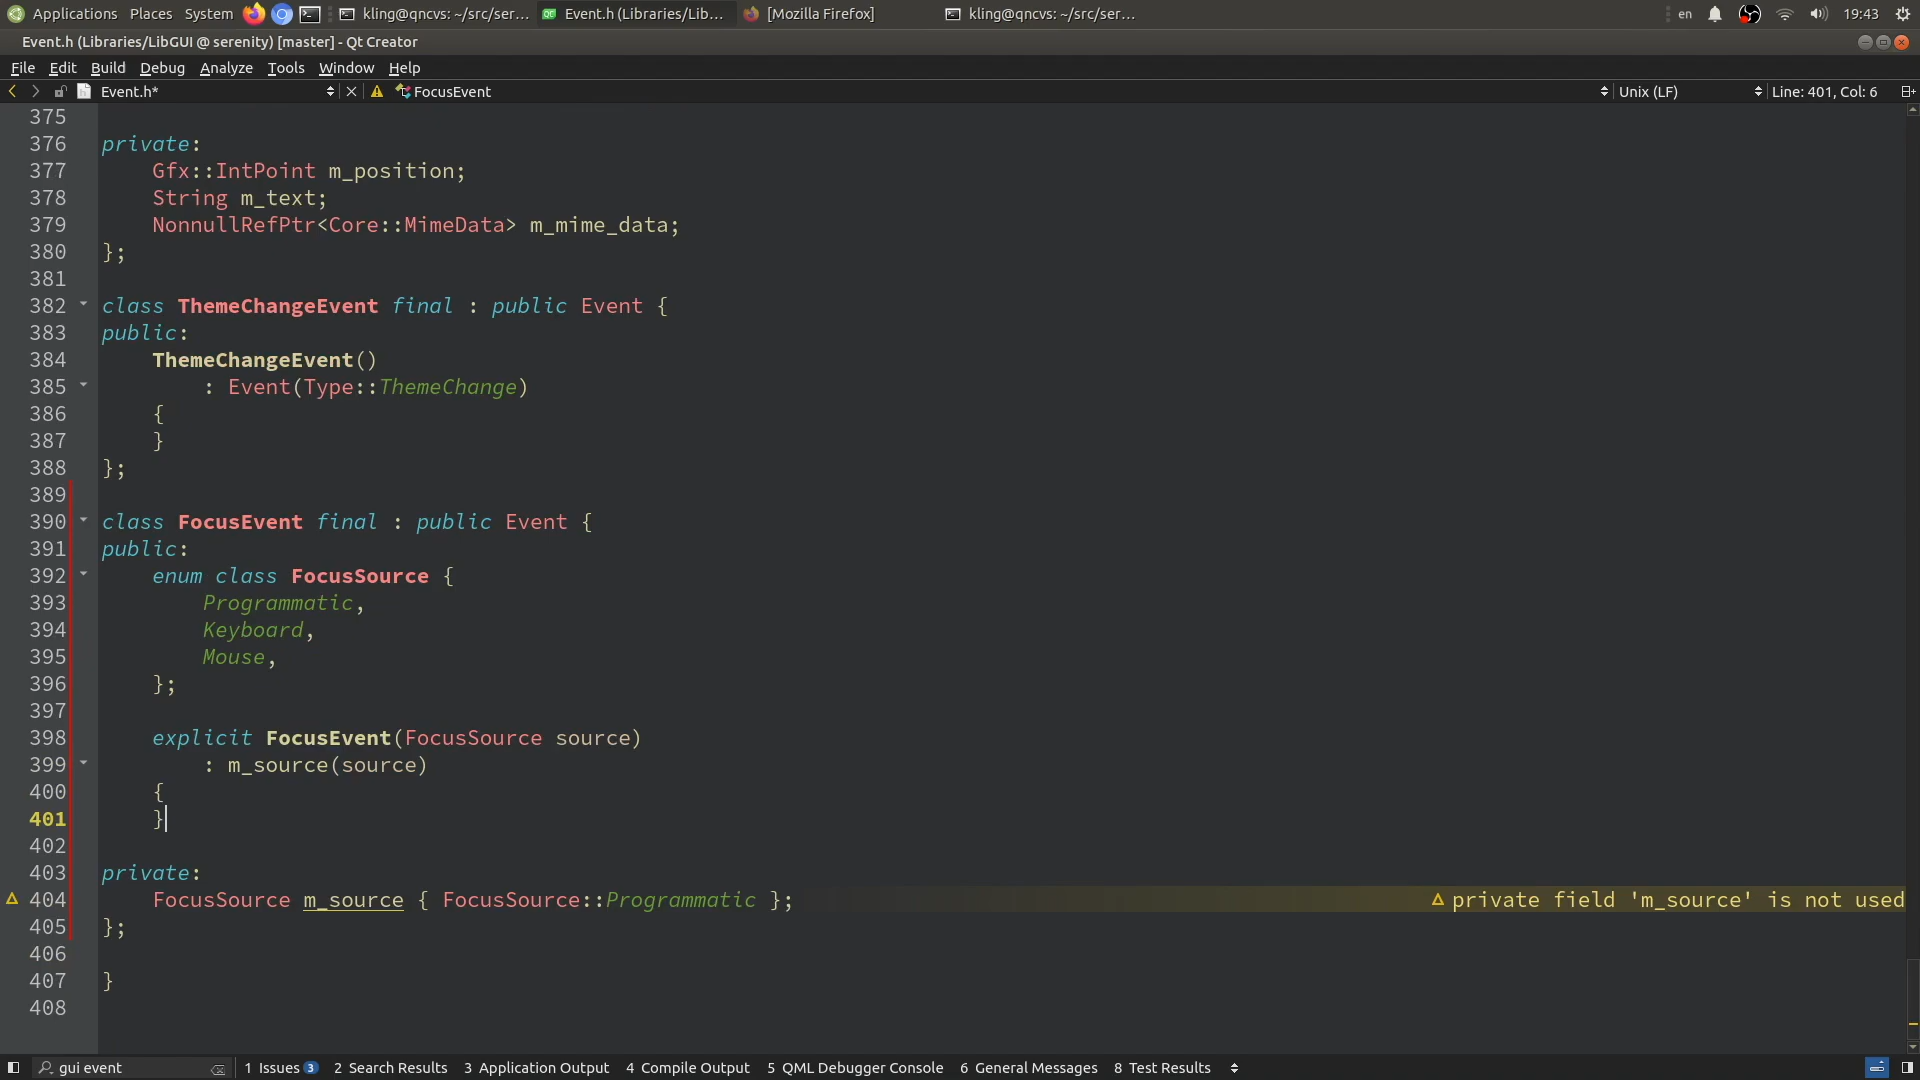 Applications Places System kling@qncvs: ~/src/ser... Event.h (Libraries/Lib... [Mozilla Firefox] kling@qncvs: ~/src/ser... en 19:43
Event.h (Libraries/LibGUI @ serenity) [master] - Qt Creator
File Edit Build Debug Analyze Tools Window Help
Event.h* FocusEvent Unix (LF) Line: 401, Col: 6
375
376 private:
377     Gfx::IntPoint m_position;
378     String m_text;
379     NonnullRefPtr<Core::MimeData> m_mime_data;
380 };
381
382 class ThemeChangeEvent final : public Event {
383 public:
384     ThemeChangeEvent()
385         : Event(Type::ThemeChange)
386     {
387     }
388 };
389
390 class FocusEvent final : public Event {
391 public:
392     enum class FocusSource {
393         Programmatic,
394         Keyboard,
395         Mouse,
396     };
397
398     explicit FocusEvent(FocusSource source)
399         : m_source(source)
400     {
401     }
402
403 private:
404     FocusSource m_source { FocusSource::Programmatic }; private field 'm_source' is not used
405 };
406
407 }
408
gui event 1 Issues 3 2 Search Results 3 Application Output 4 Compile Output 5 QML Debugger Console 6 General Messages 8 Test Results